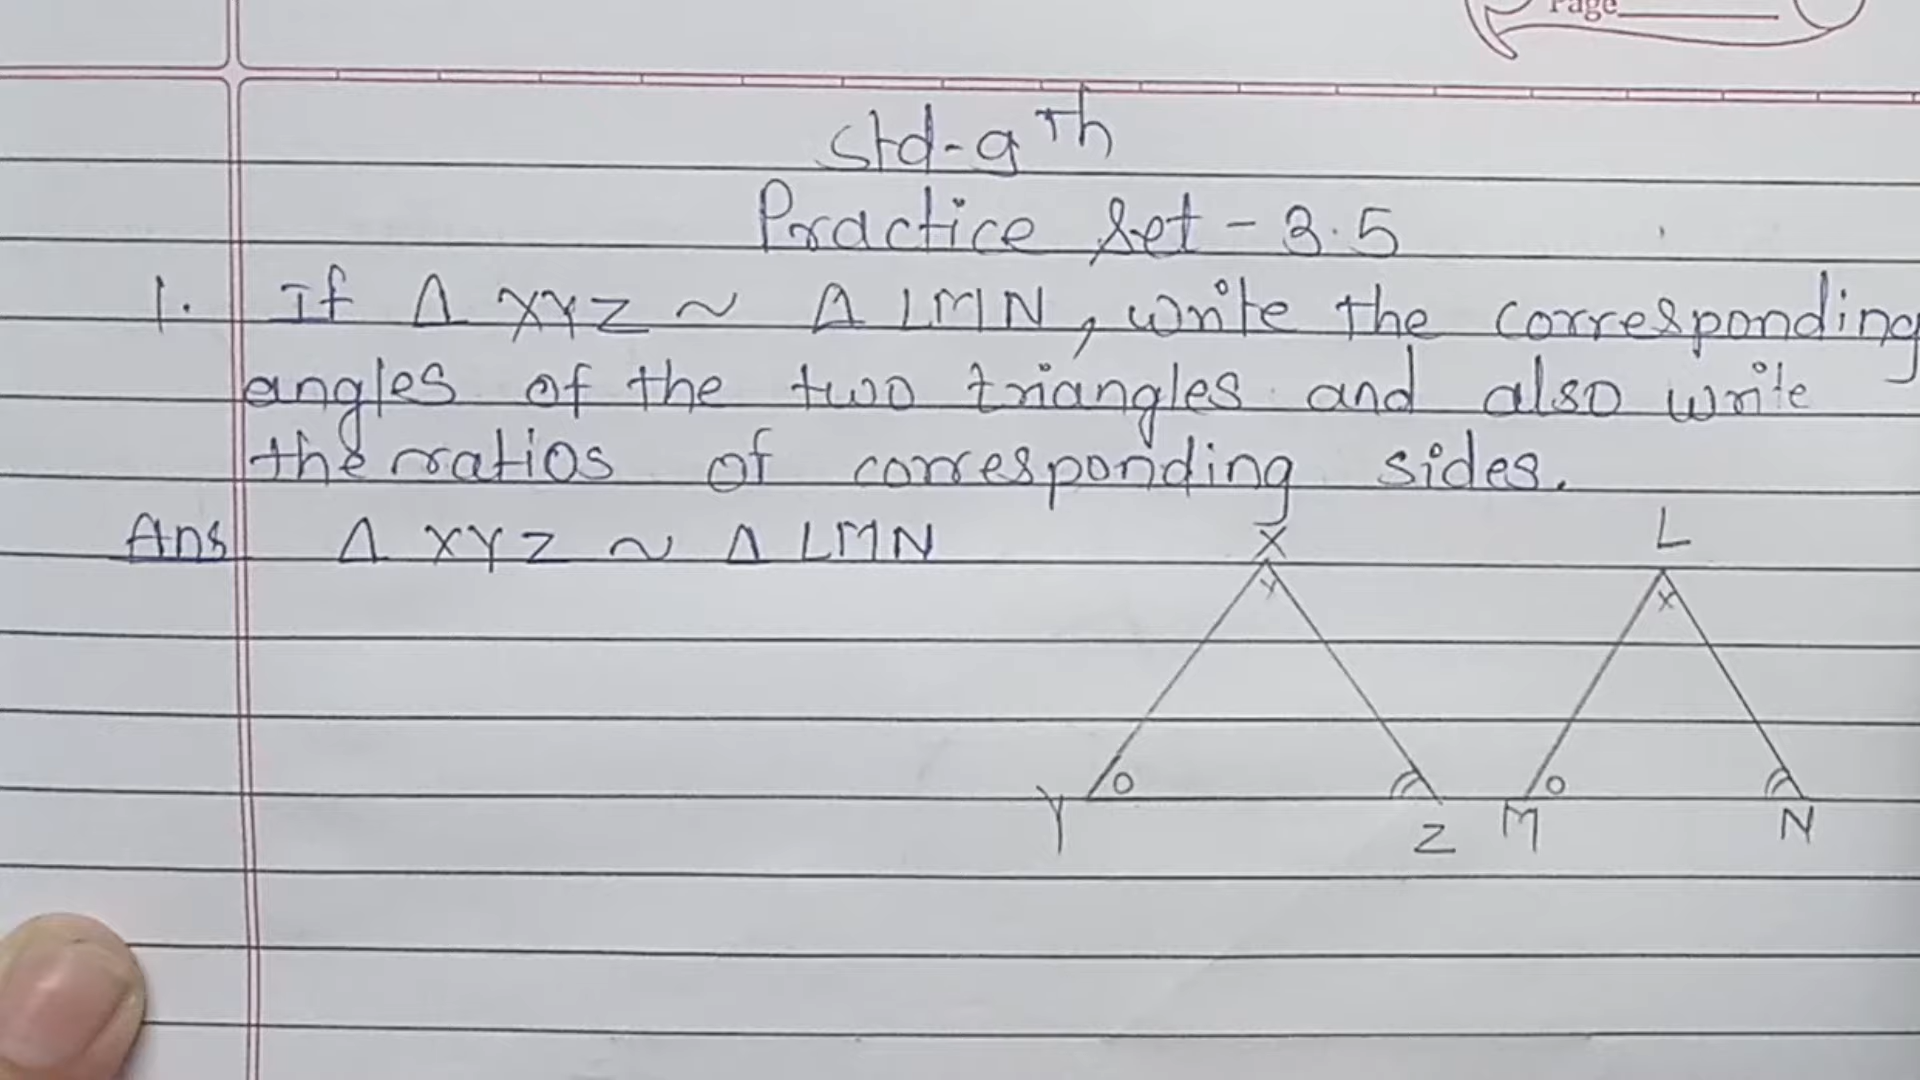 Page
Std-9th
Practice Set - 3.5
1. If Δ XYZ ~ Δ LMN, write the corresponding
angles of the two triangles and also write
the ratios of corresponding sides.
Ans Δ XYZ ~ Δ LMN
X L
x x
Y Z M N